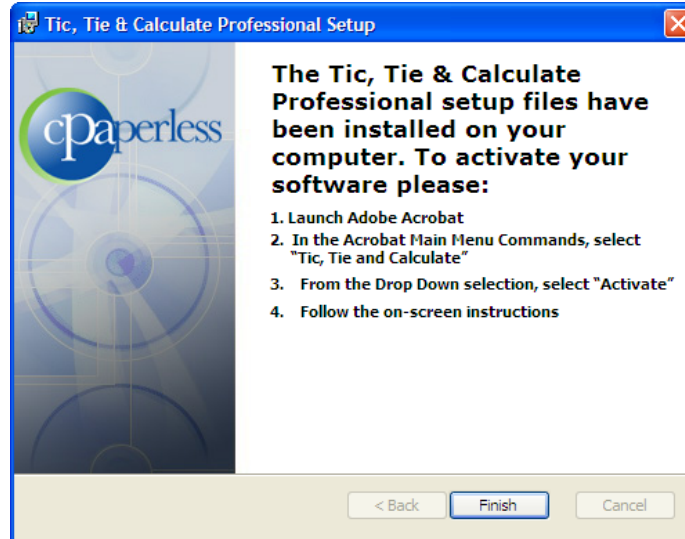 Tic, Tie & Calculate Professional Setup
cpaperless
The Tic, Tie & Calculate
Professional setup files have
been installed on your
computer. To activate your
software please:
1. Launch Adobe Acrobat
2. In the Acrobat Main Menu Commands, select
"Tic, Tie and Calculate"
3. From the Drop Down selection, select "Activate"
4. Follow the on-screen instructions
< Back
Finish
Cancel